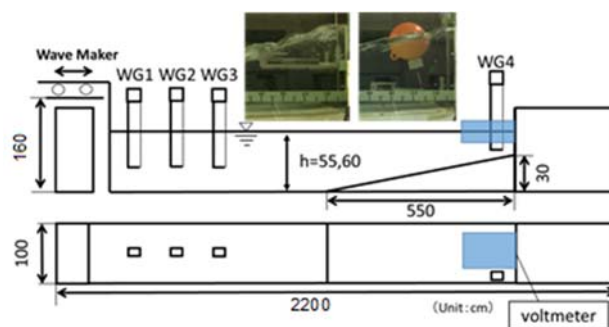 Wave Maker
WG1 WG2 WG3
WG4
160
h=55,60
30
550
100
2200
(Unit:cm)
voltmeter